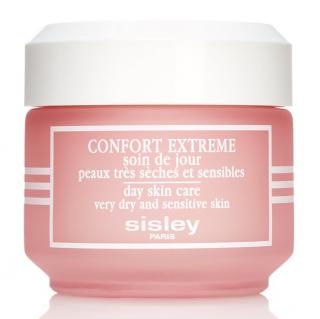 CONFORT EXTREME
soin de jour
peaux très sèches et sensibles
day skin care
very dry and sensitive skin
sisley
PARIS